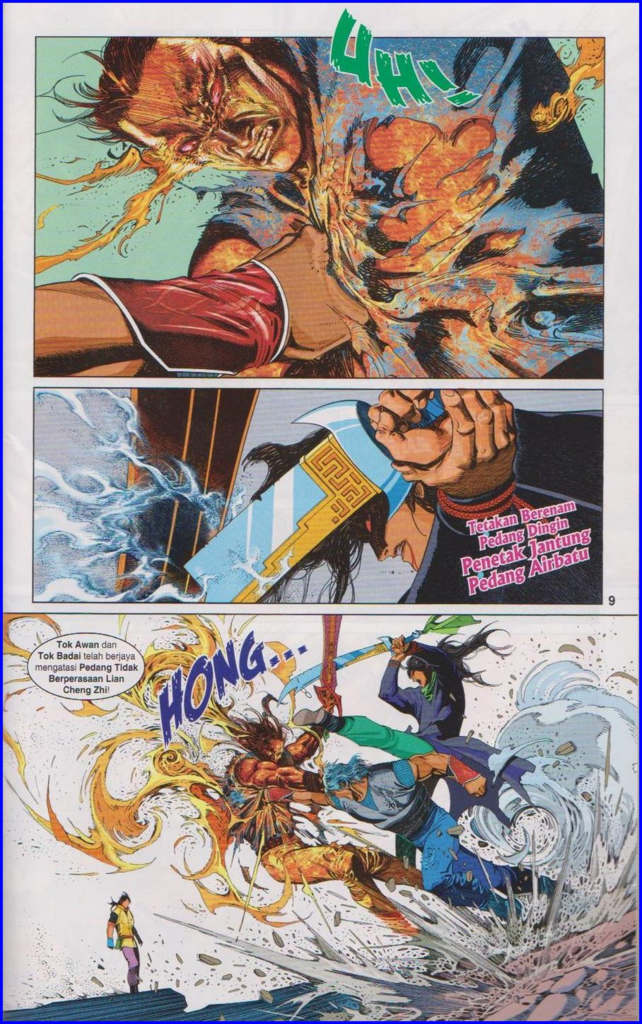 UH!
Tetakan Berenam
Pedang Dingin
Penetak Jantung
Pedang Airbatu
9
Tok Awan dan
Tok Badai telah berjaya
mengatasi Pedang Tidak
Berperasaan Lian
Cheng Zhi!
HONG...